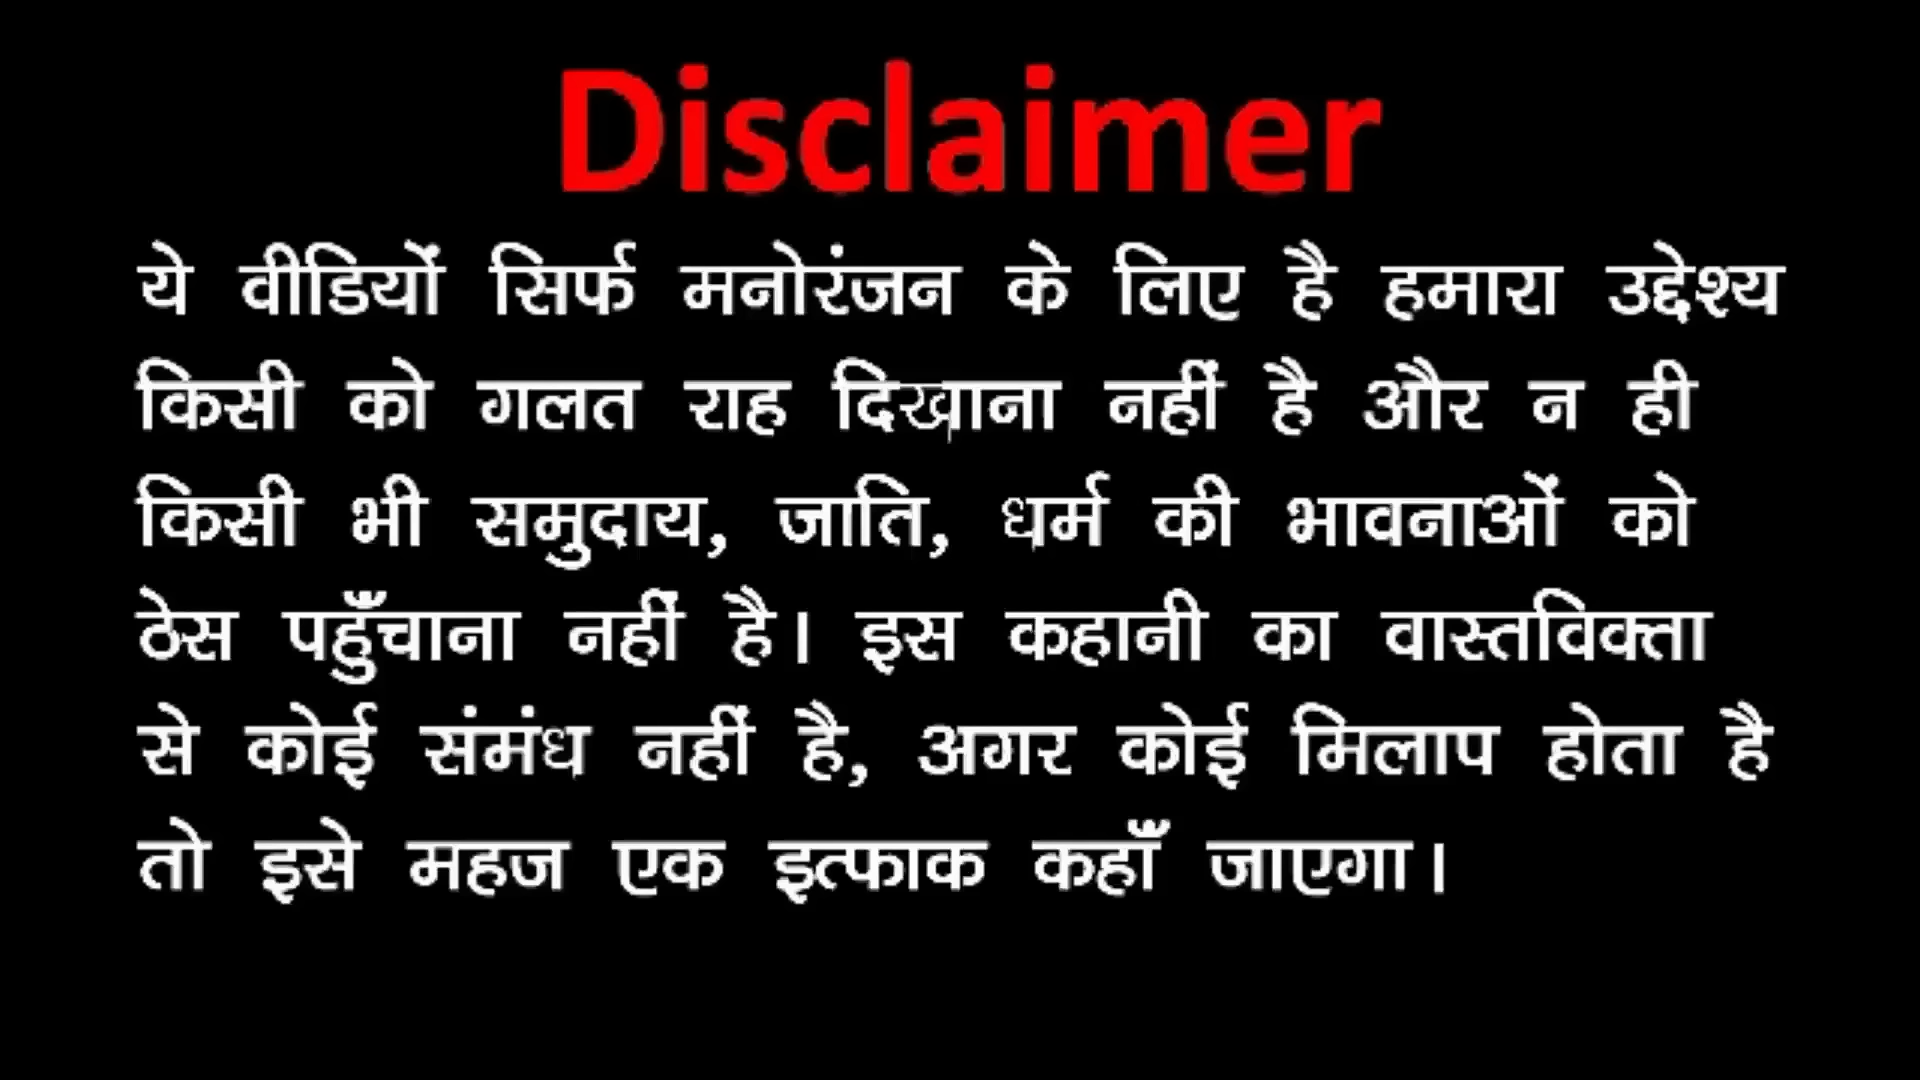 Disclaimer
ये वीडियों सिर्फ मनोरंजन के लिए है हमारा उद्देश्य
किसी को गलत राह दिखाना नहीं है और न ही
किसी भी समुदाय, जाति, धर्म की भावनाओं को
ठेस पहुँचाना नहीं है। इस कहानी का वास्तविक्ता
से कोई संमंध नहीं है, अगर कोई मिलाप होता है
तो इसे महज एक इत्फाक कहाँ जाएगा।